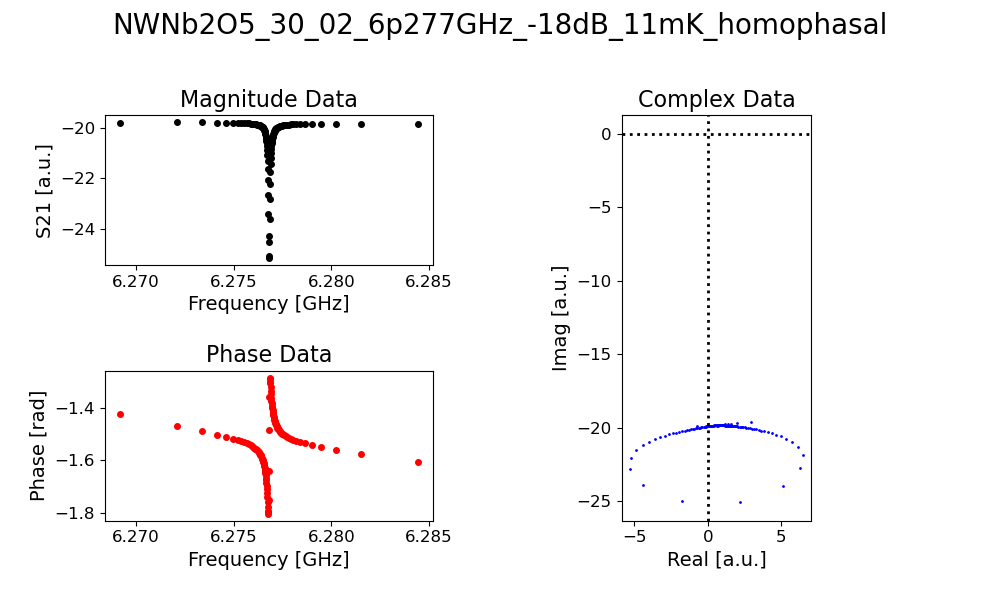 NWNb2O5_30_02_6p277GHz_-18dB_11mK_homophasal
Magnitude Data
S21 [a.u.]
−20
−22
−24
6.270 6.275 6.280 6.285
Frequency [GHz]
Phase Data
Phase [rad]
−1.4
−1.6
−1.8
6.270 6.275 6.280 6.285
Frequency [GHz]
Complex Data
Imag [a.u.]
0
−5
−10
−15
−20
−25
−5 0 5
Real [a.u.]